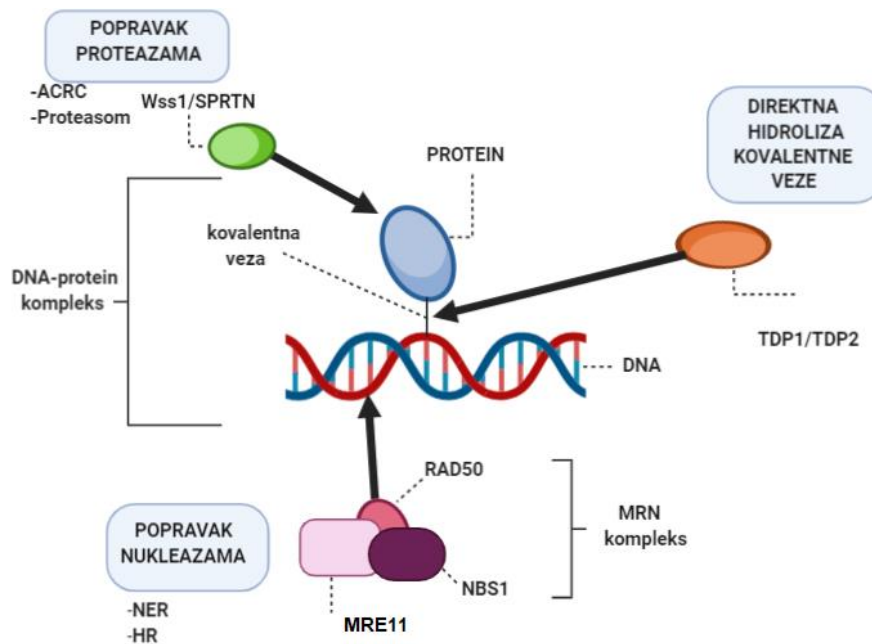 POPRAVAK
PROTEAZAMA
-ACRC
-Proteasom
Wss1/SPRTN
PROTEIN
DIREKTNA
HIDROLIZA
KOVALENTNE
VEZE
kovalentna
veza
DNA-protein
kompleks
TDP1/TDP2
DNA
RAD50
MRN
kompleks
POPRAVAK
NUKLEAZAMA
NBS1
-NER
-HR
MRE11